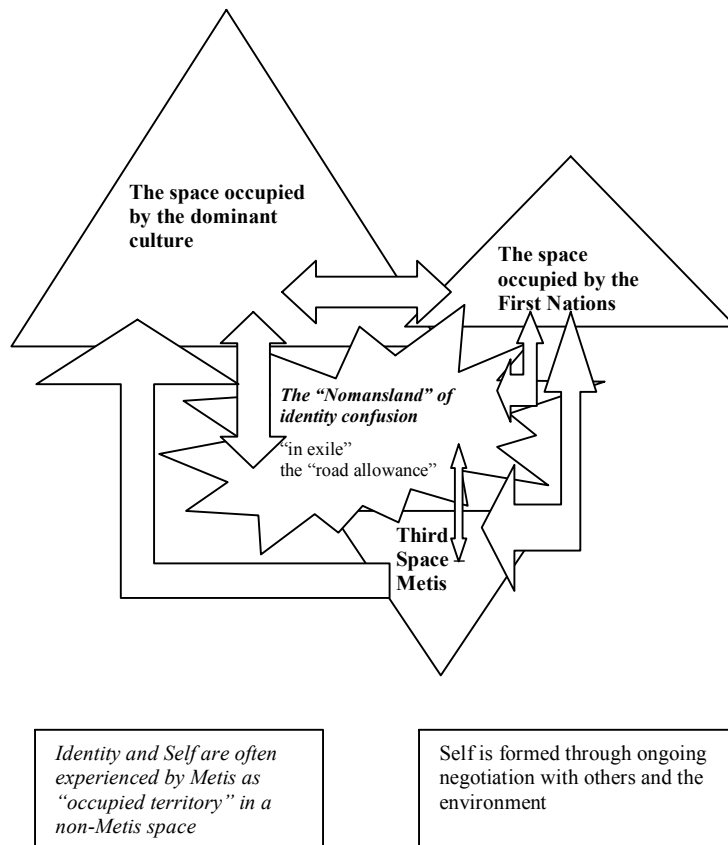 The space occupied
by the dominant
culture
The space
occupied by the
First Nations
The “Nomansland” of
identity confusion
“in exile”
the “road allowance”
Third
Space
Metis
Identity and Self are often
experienced by Metis as
“occupied territory” in a
non-Metis space
Self is formed through ongoing
negotiation with others and the
environment